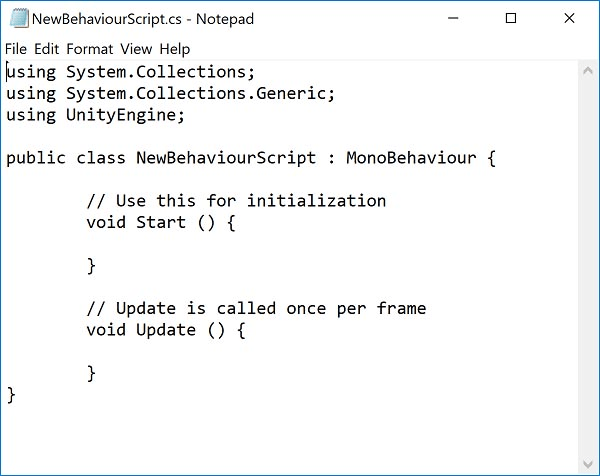 NewBehaviourScript.cs - Notepad
File Edit Format View Help
using System.Collections;
using System.Collections.Generic;
using UnityEngine;

public class NewBehaviourScript : MonoBehaviour {

        // Use this for initialization
        void Start () {

        }

        // Update is called once per frame
        void Update () {

        }
}